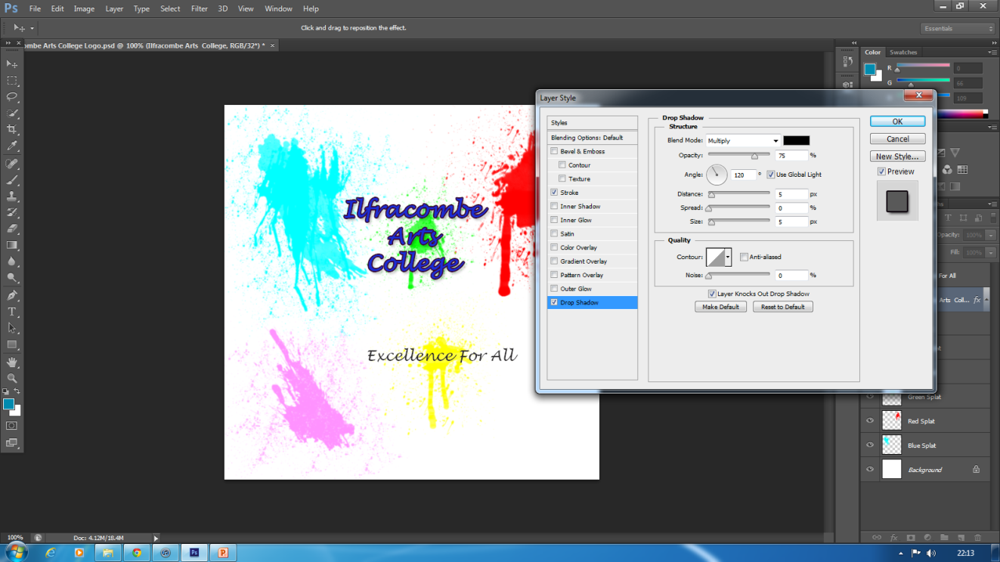 Ps File Edit Image Layer Type Select Filter 3D View Window Help
Click and drag to reposition the effect.
Essentials
ombe Arts College Logo.psd @ 100% (Ilfracombe Arts College, RGB/32*) *
Color Swatches
R 0
G 66
109
Layer Style
Styles
Blending Options: Default
Bevel & Emboss
Contour
Texture
Stroke
Inner Shadow
Inner Glow
Satin
Color Overlay
Gradient Overlay
Pattern Overlay
Outer Glow
Drop Shadow
Drop Shadow
Structure
Blend Mode: Multiply
Opacity: 75 %
Angle: 120 ° Use Global Light
Distance: 5 px
Spread: 0 %
Size: 5 px
Quality
Contour: Anti-aliased
Noise: 0 %
Layer Knocks Out Drop Shadow
Make Default Reset to Default
OK
Cancel
New Style...
Preview
Ilfracombe
Arts
College
Excellence For All
Opacity: 100%
Fill: 100%
For All
Arts Coll... fx
Green Splat
Red Splat
Blue Splat
Background
100% Doc: 4.12M/18.4M
22:13